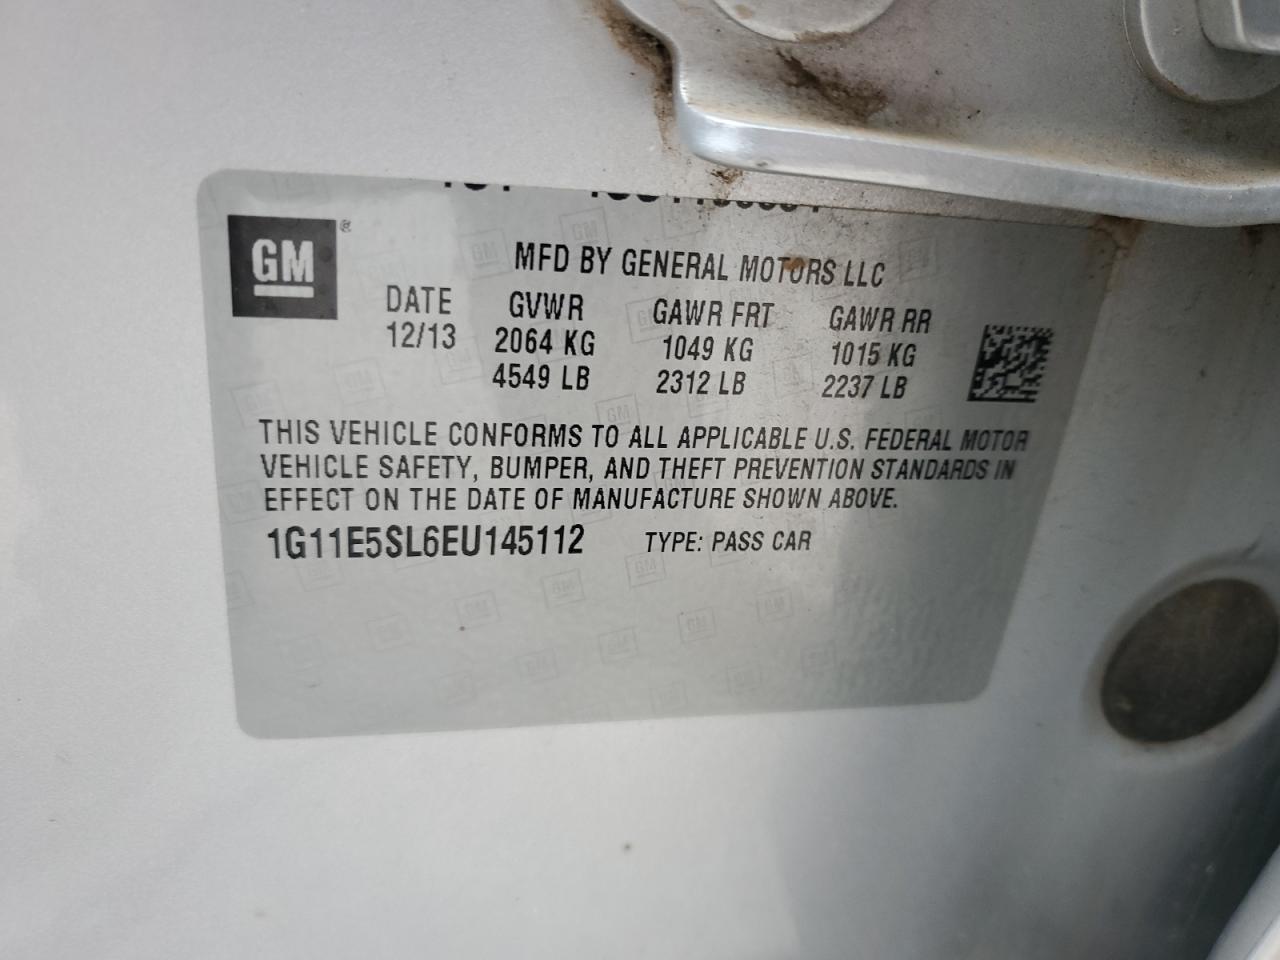 GM ®
MFD BY GENERAL MOTORS LLC
DATE GVWR GAWR FRT GAWR RR
12/13 2064 KG 1049 KG 1015 KG
4549 LB 2312 LB 2237 LB
THIS VEHICLE CONFORMS TO ALL APPLICABLE U.S. FEDERAL MOTOR
VEHICLE SAFETY, BUMPER, AND THEFT PREVENTION STANDARDS IN
EFFECT ON THE DATE OF MANUFACTURE SHOWN ABOVE.
1G11E5SL6EU145112 TYPE: PASS CAR